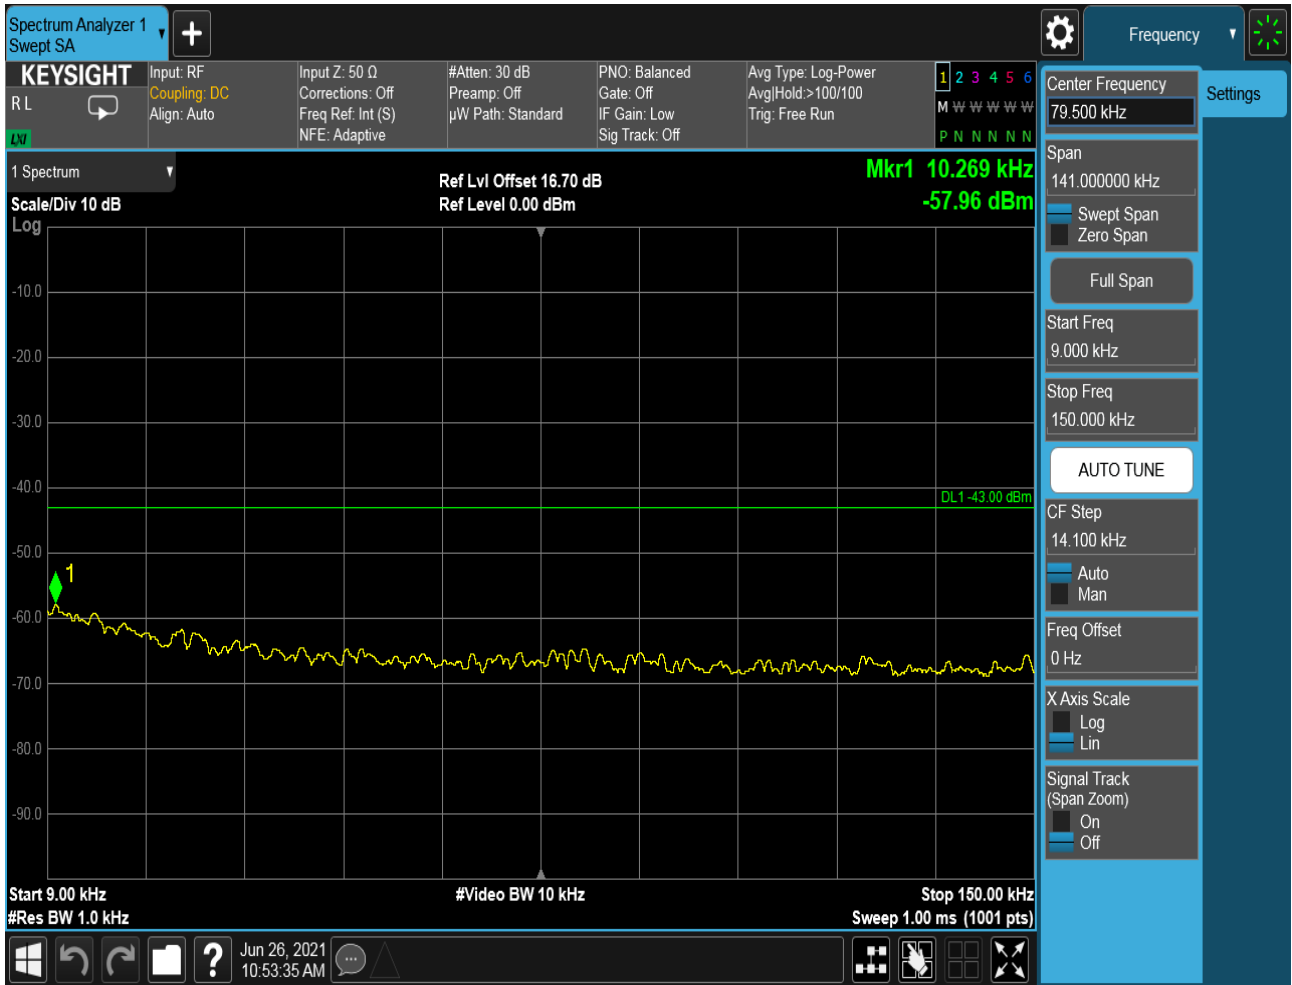 Spectrum Analyzer 1
Swept SA
Frequency
KEYSIGHT
R L
LXI
Input: RF
Coupling: DC
Align: Auto
Input Z: 50 Ω
Corrections: Off
Freq Ref: Int (S)
NFE: Adaptive
#Atten: 30 dB
Preamp: Off
µW Path: Standard
PNO: Balanced
Gate: Off
IF Gain: Low
Sig Track: Off
Avg Type: Log-Power
Avg|Hold:>100/100
Trig: Free Run
1 2 3 4 5 6
M W W W W W
P N N N N N
1 Spectrum
Scale/Div 10 dB
Log
Ref Lvl Offset 16.70 dB
Ref Level 0.00 dBm
Mkr1 10.269 kHz
-57.96 dBm
-10.0
-20.0
-30.0
-40.0
DL1 -43.00 dBm
-50.0
1
-60.0
-70.0
-80.0
-90.0
Start 9.00 kHz
#Video BW 10 kHz
Stop 150.00 kHz
#Res BW 1.0 kHz
Sweep 1.00 ms (1001 pts)
Jun 26, 2021
10:53:35 AM
Center Frequency
79.500 kHz
Settings
Span
141.000000 kHz
Swept Span
Zero Span
Full Span
Start Freq
9.000 kHz
Stop Freq
150.000 kHz
AUTO TUNE
CF Step
14.100 kHz
Auto
Man
Freq Offset
0 Hz
X Axis Scale
Log
Lin
Signal Track
(Span Zoom)
On
Off